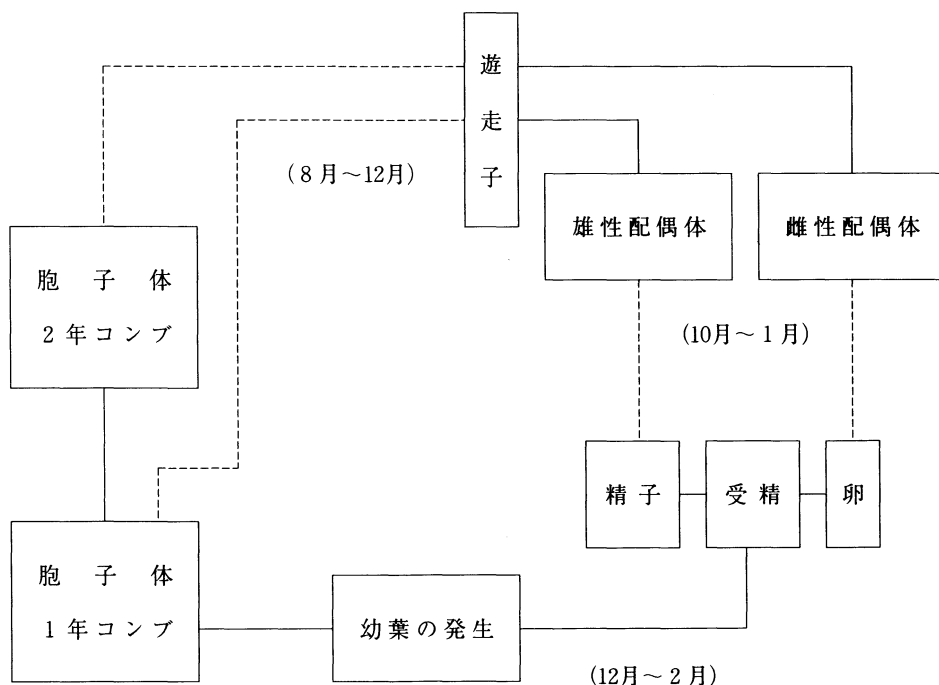 遊走子
(8月～12月)
雄性配偶体
雌性配偶体
胞子体
2年コンブ
(10月～1月)
精子
受精
卵
胞子体
1年コンブ
幼葉の発生
(12月～2月)